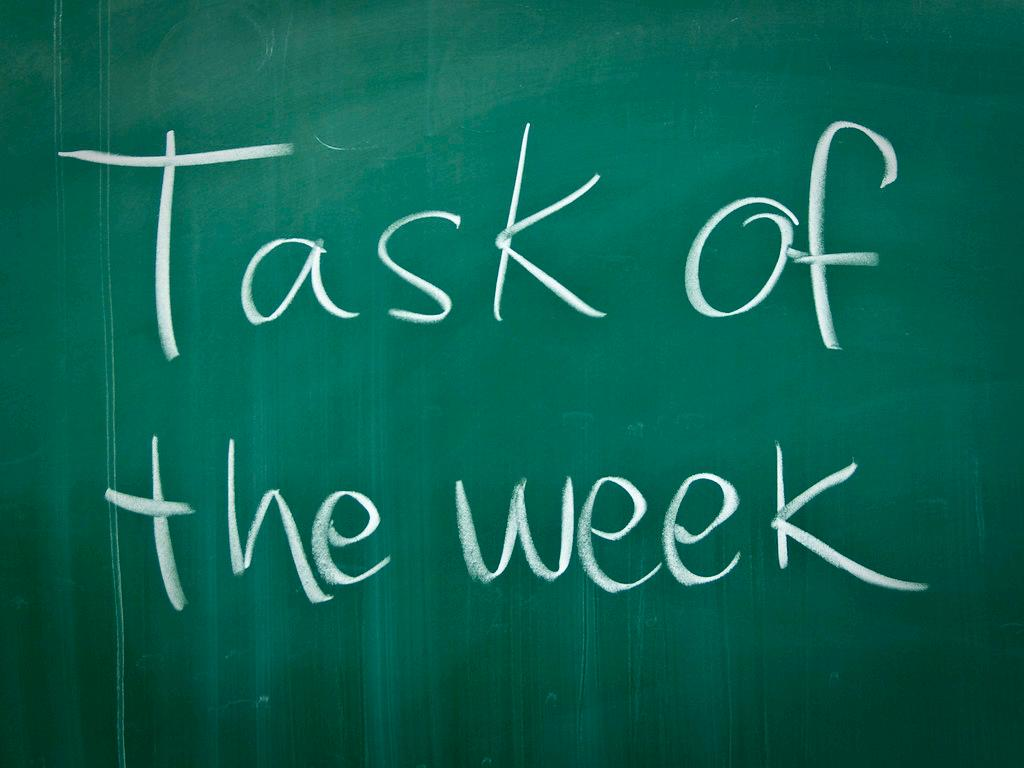 Task of
the week